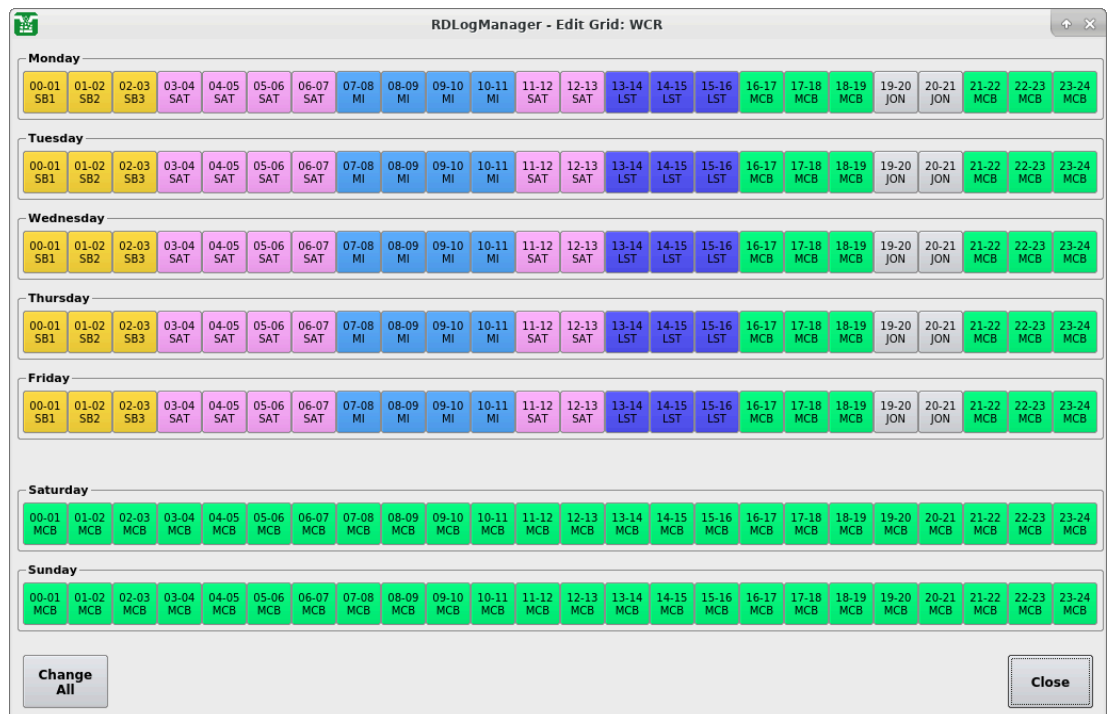 RDLogManager - Edit Grid: WCR
Monday
00-01 01-02 02-03 03-04 04-05 05-06 06-07 07-08 08-09 09-10 10-11 11-12 12-13 13-14 14-15 15-16 16-17 17-18 18-19 19-20 20-21 21-22 22-23 23-24
SB1 SB2 SB3 SAT SAT SAT SAT MI MI MI MI SAT SAT LST LST LST MCB MCB MCB JON JON MCB MCB MCB
Tuesday
00-01 01-02 02-03 03-04 04-05 05-06 06-07 07-08 08-09 09-10 10-11 11-12 12-13 13-14 14-15 15-16 16-17 17-18 18-19 19-20 20-21 21-22 22-23 23-24
SB1 SB2 SB3 SAT SAT SAT SAT MI MI MI MI SAT SAT LST LST LST MCB MCB MCB JON JON MCB MCB MCB
Wednesday
00-01 01-02 02-03 03-04 04-05 05-06 06-07 07-08 08-09 09-10 10-11 11-12 12-13 13-14 14-15 15-16 16-17 17-18 18-19 19-20 20-21 21-22 22-23 23-24
SB1 SB2 SB3 SAT SAT SAT SAT MI MI MI MI SAT SAT LST LST LST MCB MCB MCB JON JON MCB MCB MCB
Thursday
00-01 01-02 02-03 03-04 04-05 05-06 06-07 07-08 08-09 09-10 10-11 11-12 12-13 13-14 14-15 15-16 16-17 17-18 18-19 19-20 20-21 21-22 22-23 23-24
SB1 SB2 SB3 SAT SAT SAT SAT MI MI MI MI SAT SAT LST LST LST MCB MCB MCB JON JON MCB MCB MCB
Friday
00-01 01-02 02-03 03-04 04-05 05-06 06-07 07-08 08-09 09-10 10-11 11-12 12-13 13-14 14-15 15-16 16-17 17-18 18-19 19-20 20-21 21-22 22-23 23-24
SB1 SB2 SB3 SAT SAT SAT SAT MI MI MI MI SAT SAT LST LST LST MCB MCB MCB JON JON MCB MCB MCB
Saturday
00-01 01-02 02-03 03-04 04-05 05-06 06-07 07-08 08-09 09-10 10-11 11-12 12-13 13-14 14-15 15-16 16-17 17-18 18-19 19-20 20-21 21-22 22-23 23-24
MCB MCB MCB MCB MCB MCB MCB MCB MCB MCB MCB MCB MCB MCB MCB MCB MCB MCB MCB MCB MCB MCB MCB MCB
Sunday
00-01 01-02 02-03 03-04 04-05 05-06 06-07 07-08 08-09 09-10 10-11 11-12 12-13 13-14 14-15 15-16 16-17 17-18 18-19 19-20 20-21 21-22 22-23 23-24
MCB MCB MCB MCB MCB MCB MCB MCB MCB MCB MCB MCB MCB MCB MCB MCB MCB MCB MCB MCB MCB MCB MCB MCB
Change
All
Close